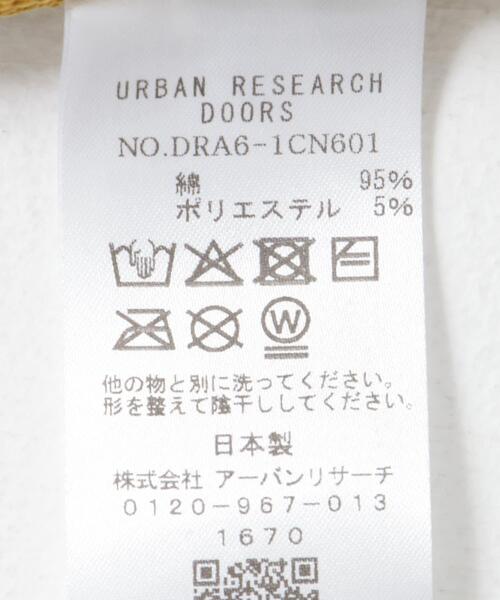 URBAN RESEARCH
DOORS
NO.DRA6-1CN601
綿 95%
ポリエステル 5%
W
他の物と別に洗ってください。
形を整えて陰干ししてください。
日本製
株式会社 アーバンリサーチ
0120-967-013
1670